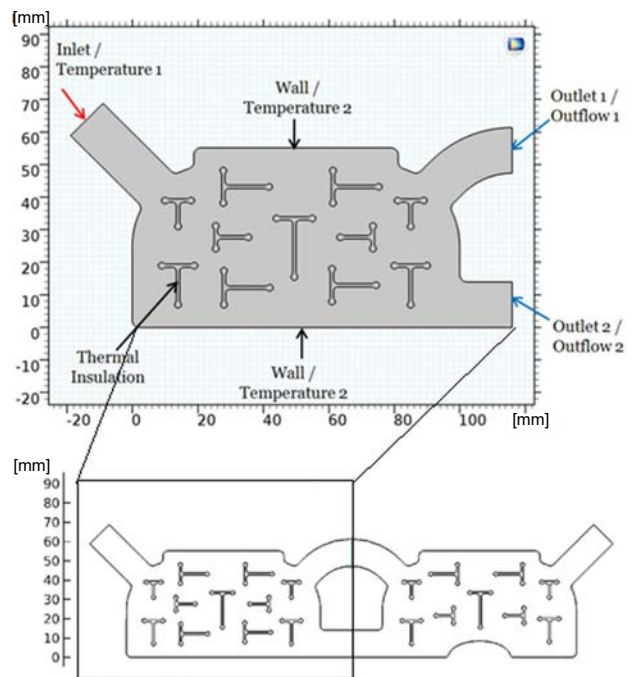 [mm]
90
80
70
60
50
40
30
20
10
0
-10
-20
Inlet /
Temperature 1
Wall /
Temperature 2
Outlet 1 /
Outflow 1
Outlet 2 /
Outflow 2
Thermal
Insulation
Wall /
Temperature 2
-20
0
20
40
60
80
100
[mm]
[mm]
90
80
70
60
50
40
30
20
10
0